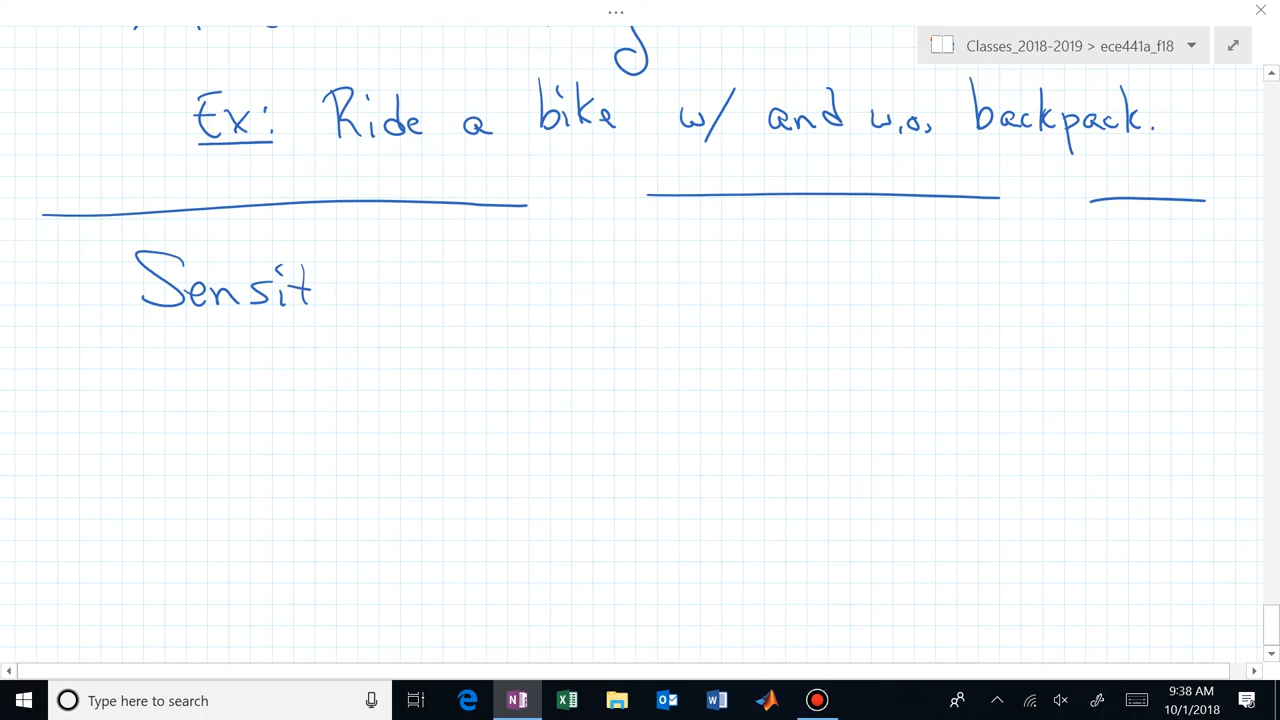 Classes_2018-2019 > ece441a_f18
Ex: Ride a bike w/ and w.o. backpack.
Sensit
Type here to search
9:38 AM
10/1/2018